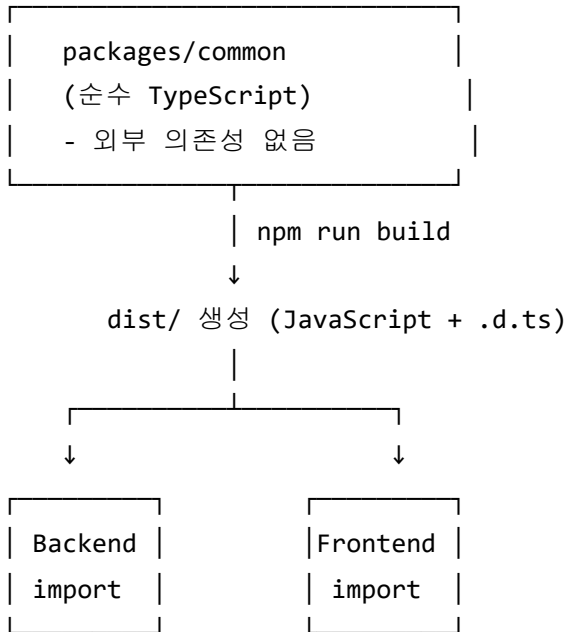 packages/common
(순수 TypeScript)
- 외부 의존성 없음
npm run build
dist/ 생성 (JavaScript + .d.ts)
Backend Frontend
import import